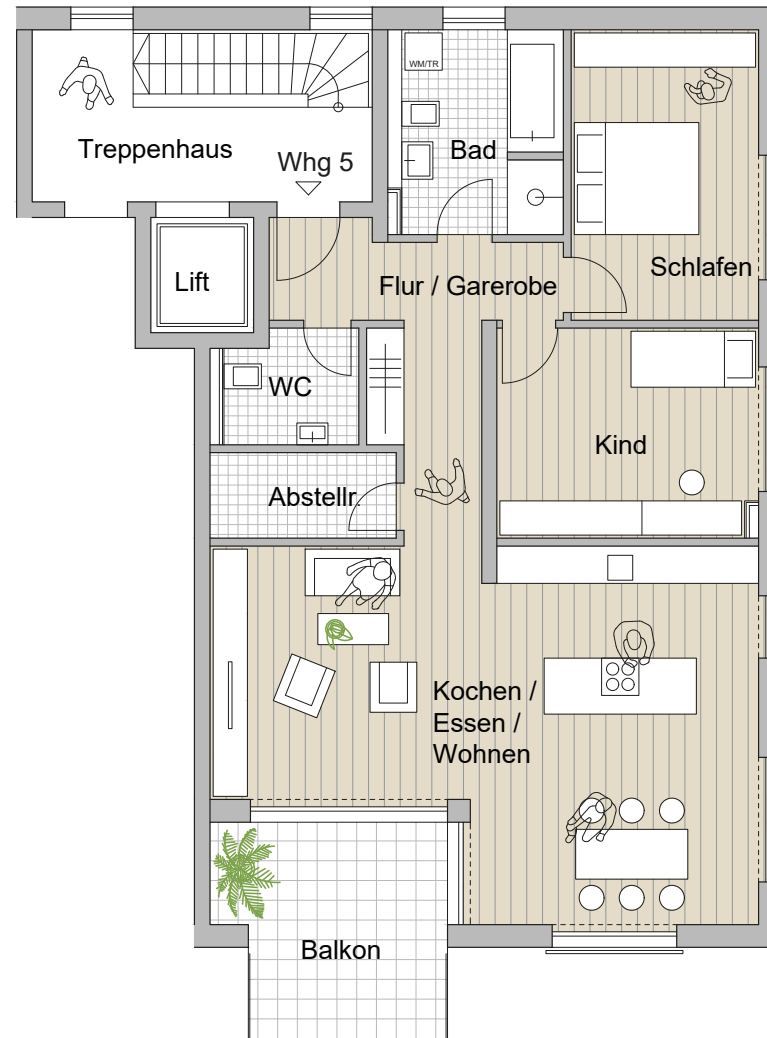 WM/TR
Treppenhaus
Whg 5
Bad
Lift
Flur / Garerobe
Schlafen
WC
Kind
Abstellr.
Kochen /
Essen /
Wohnen
Balkon